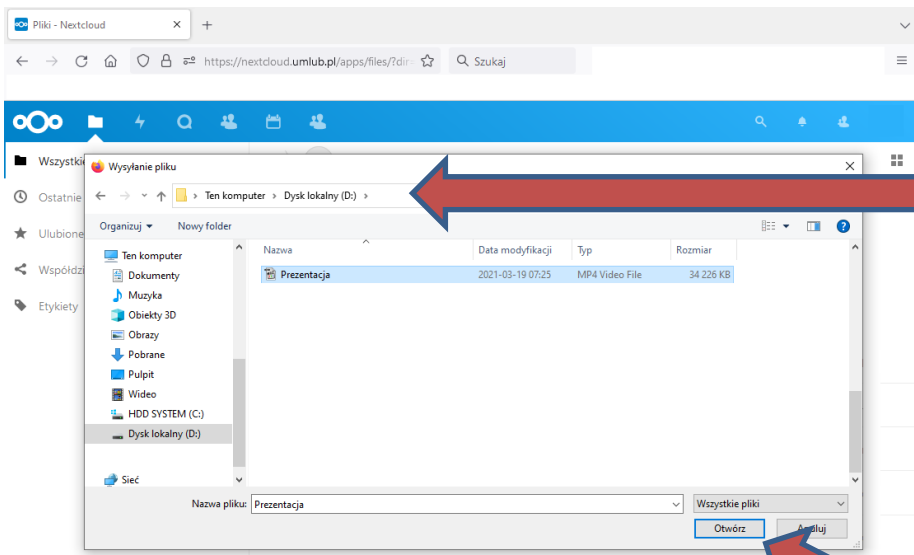 Pliki - Nextcloud
https://nextcloud.umlub.pl/apps/files/?dir=
Szukaj
Wszystkie
Wysyłanie pliku
Ostatnie
Ten komputer > Dysk lokalny (D:) >
Organizuj
Nowy folder
Ulubione
Współdzi
Etykiety
Ten komputer
Dokumenty
Muzyka
Obiekty 3D
Obrazy
Pobrane
Pulpit
Wideo
HDD SYSTEM (C:)
Dysk lokalny (D:)
Sieć
Nazwa Data modyfikacji Typ Rozmiar
Prezentacja 2021-03-19 07:25 MP4 Video File 34 226 KB
Nazwa pliku: Prezentacja
Wszystkie pliki
Otwórz
Anuluj